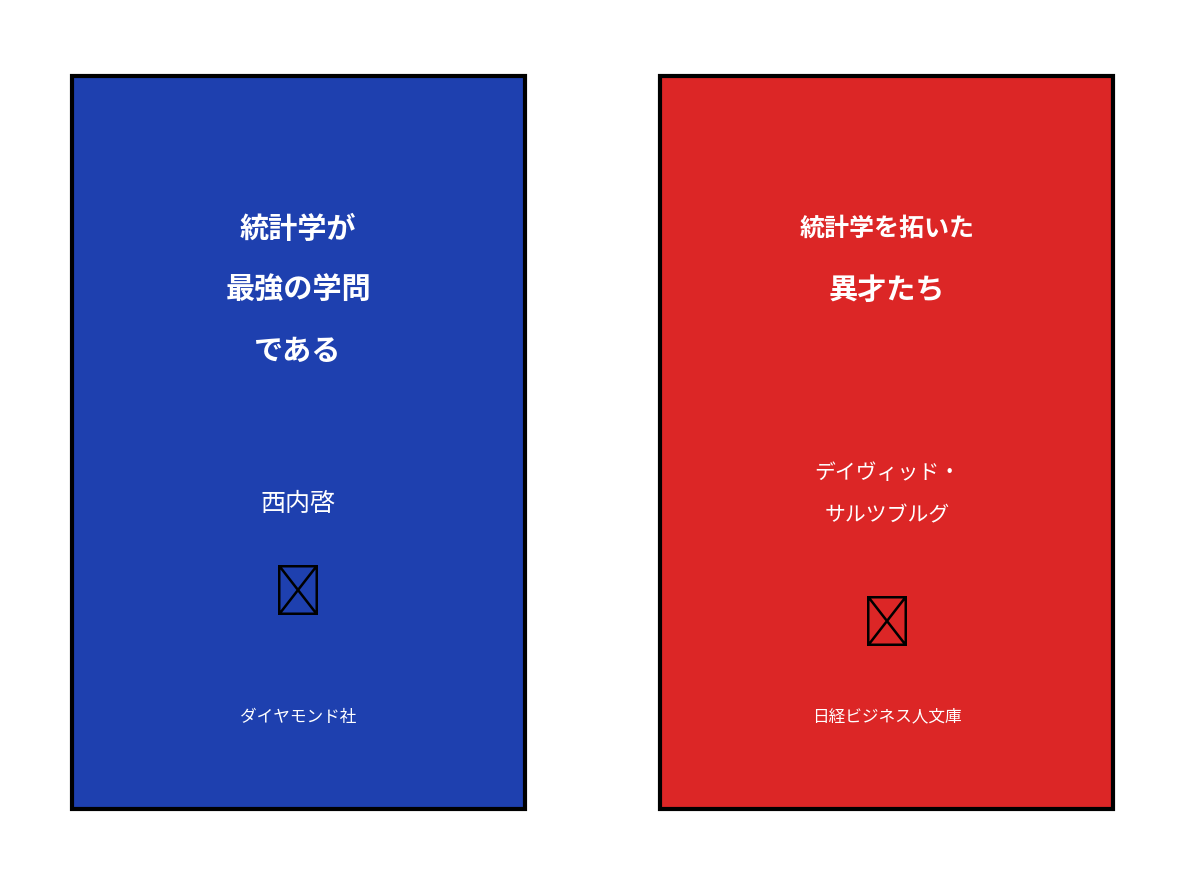 統計学が
最強の学問
である
西内啓
ダイヤモンド社
統計学を拓いた
異才たち
デイヴィッド・
サルツブルグ
日経ビジネス人文庫